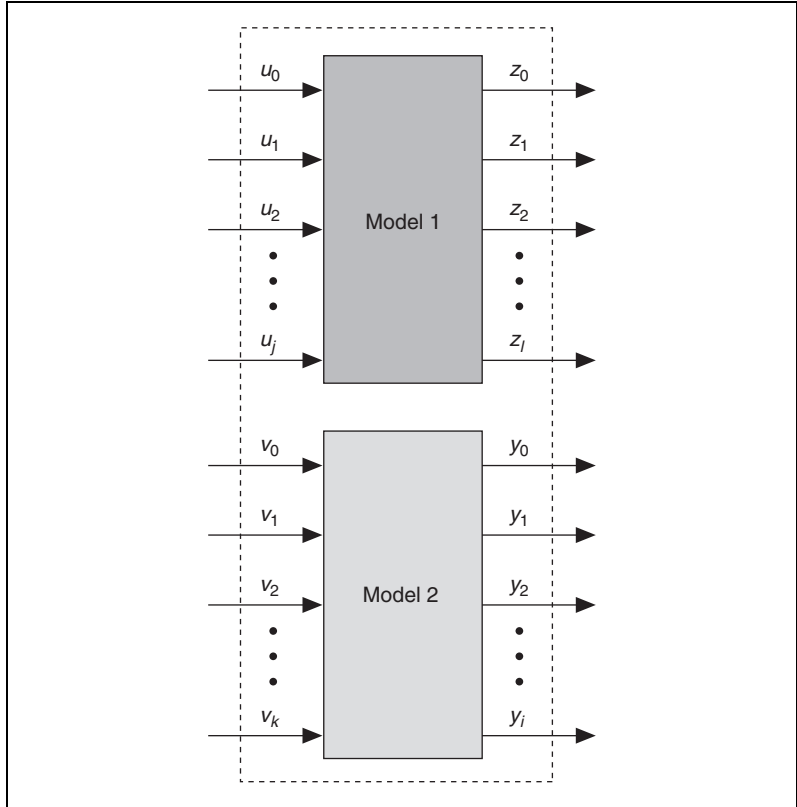 u0 z0
u1 z1
u2 z2
Model 1
uj zl
v0 y0
v1 y1
v2 y2
Model 2
vk yi